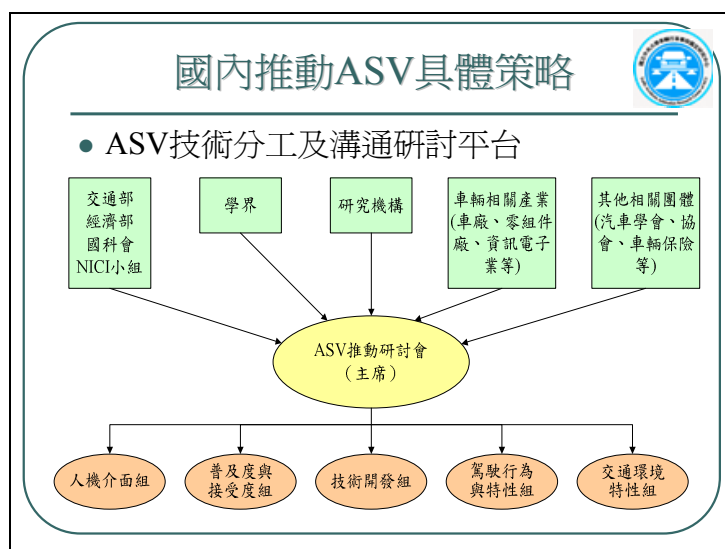 國內推動ASV具體策略
ASV技術分工及溝通研討平台
交通部
經濟部
國科會
NICI小組
學界
研究機構
車輛相關產業
(車廠、零組件
廠、資訊電子
業等)
其他相關團體
(汽車學會、協
會、車輛保險
等)
ASV推動研討會
（主席）
人機介面組
普及度與
接受度組
技術開發組
駕駛行為
與特性組
交通環境
特性組